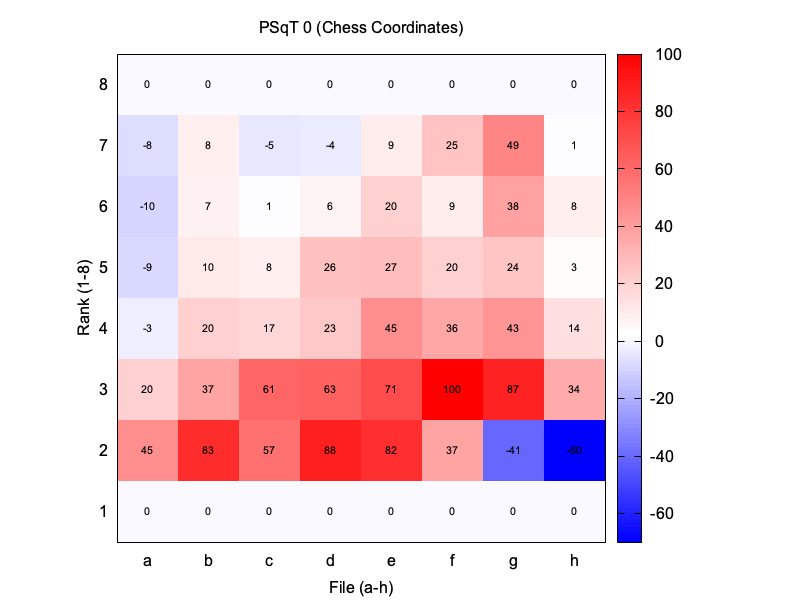 PSqT 0 (Chess Coordinates)
8 0 0 0 0 0 0 0 0
7 -8 8 -5 -4 9 25 49 1
6 -10 7 1 6 20 9 38 8
5 -9 10 8 26 27 20 24 3
4 -3 20 17 23 45 36 43 14
3 20 37 61 63 71 100 87 34
2 45 83 57 88 82 37 -41 -80
1 0 0 0 0 0 0 0 0
a b c d e f g h
File (a-h)
Rank (1-8)
100
80
60
40
20
0
-20
-40
-60